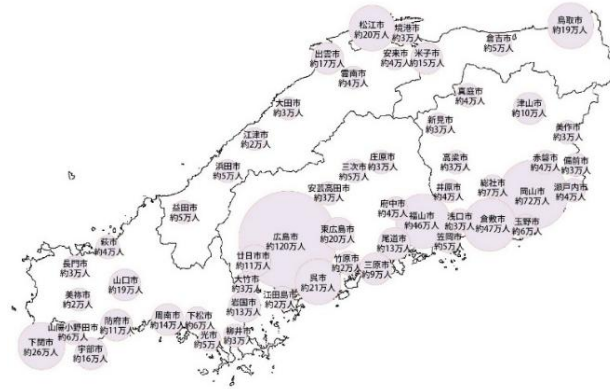 松江市
約20万人
境港市
約3万人
鳥取市
約19万人
倉吉市
約5万人
出雲市
約17万人
安来市
約4万人
米子市
約15万人
雲南市
約4万人
大田市
約3万人
真庭市
約4万人
津山市
約10万人
新見市
約3万人
美作市
約3万人
江津市
約2万人
浜田市
約5万人
庄原市
約3万人
三次市
約5万人
高梁市
約3万人
赤磐市
約4万人
備前市
約3万人
安芸高田市
約3万人
井原市
約4万人
総社市
約7万人
岡山市
約72万人
瀬戸内市
約4万人
益田市
約5万人
府中市
約4万人
福山市
約46万人
浅口市
約3万人
倉敷市
約47万人
玉野市
約6万人
広島市
約120万人
東広島市
約20万人
尾道市
約13万人
笠岡市
約5万人
萩市
約4万人
長門市
約3万人
廿日市市
約11万人
竹原市
約2万人
三原市
約9万人
山口市
約19万人
大竹市
約3万人
呉市
約21万人
美祢市
約2万人
岩国市
約13万人
江田島市
約2万人
山陽小野田市
約6万人
防府市
約11万人
周南市
約14万人
下松市
約6万人
柳井市
約3万人
光市
約5万人
下関市
約26万人
宇部市
約16万人